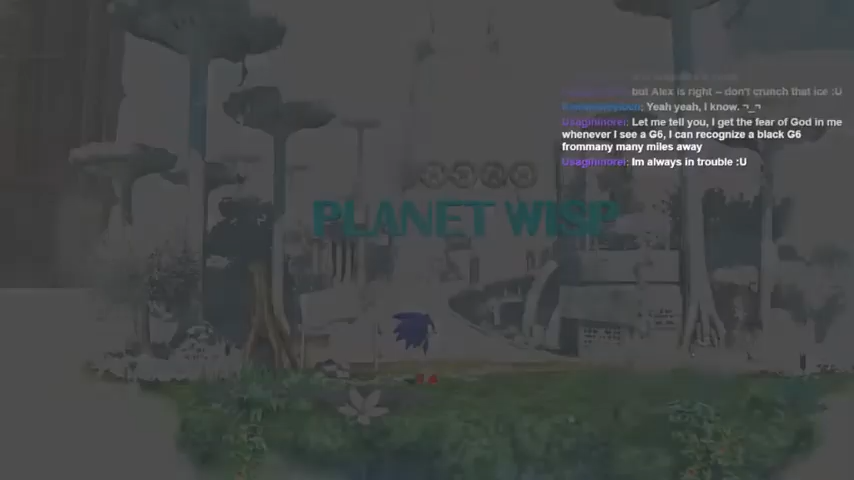 but Alex is right -- don't crunch that ice :U
Yeah yeah, I know. ¬_¬
Usagininorei: Let me tell you, I get the fear of God in me
whenever I see a G6, I can recognize a black G6
frommany many miles away
Usagininorei: Im always in trouble :U
PLANET WISP